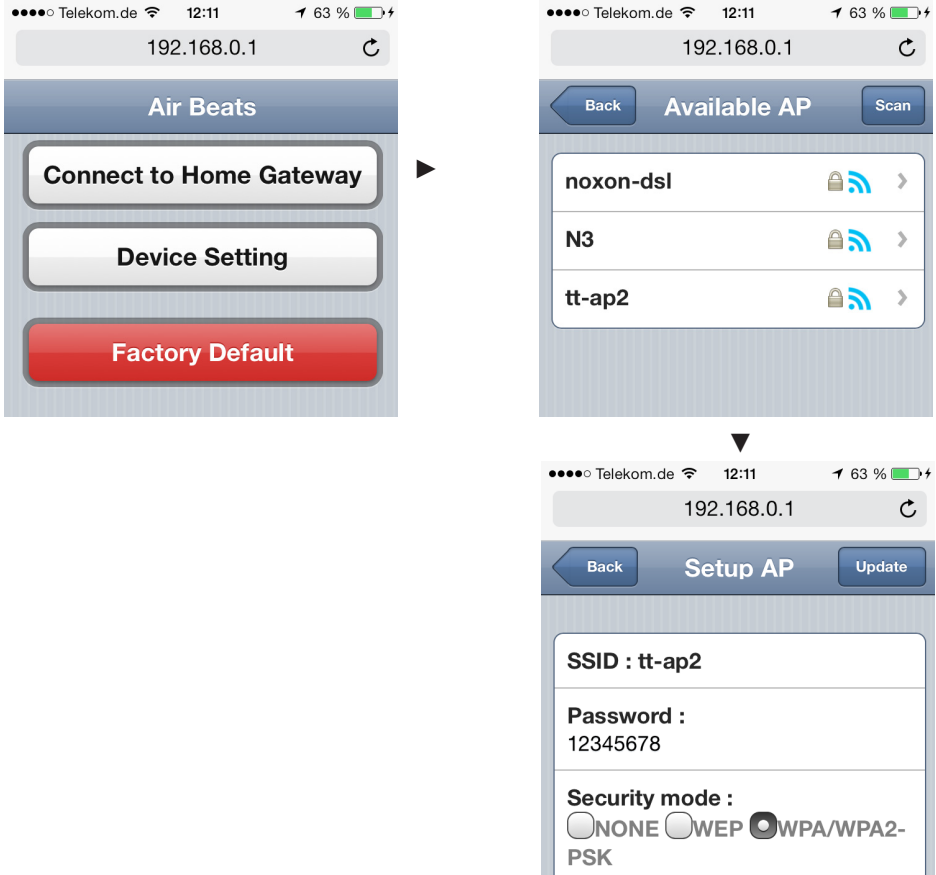 ●●●●○ Telekom.de 12:11 63 %
192.168.0.1
Air Beats
Connect to Home Gateway
Device Setting
Factory Default
●●●●○ Telekom.de 12:11 63 %
192.168.0.1
Back Available AP Scan
noxon-dsl
N3
tt-ap2
●●●●○ Telekom.de 12:11 63 %
192.168.0.1
Back Setup AP Update
SSID : tt-ap2
Password :
12345678
Security mode :
NONE WEP WPA/WPA2-
PSK